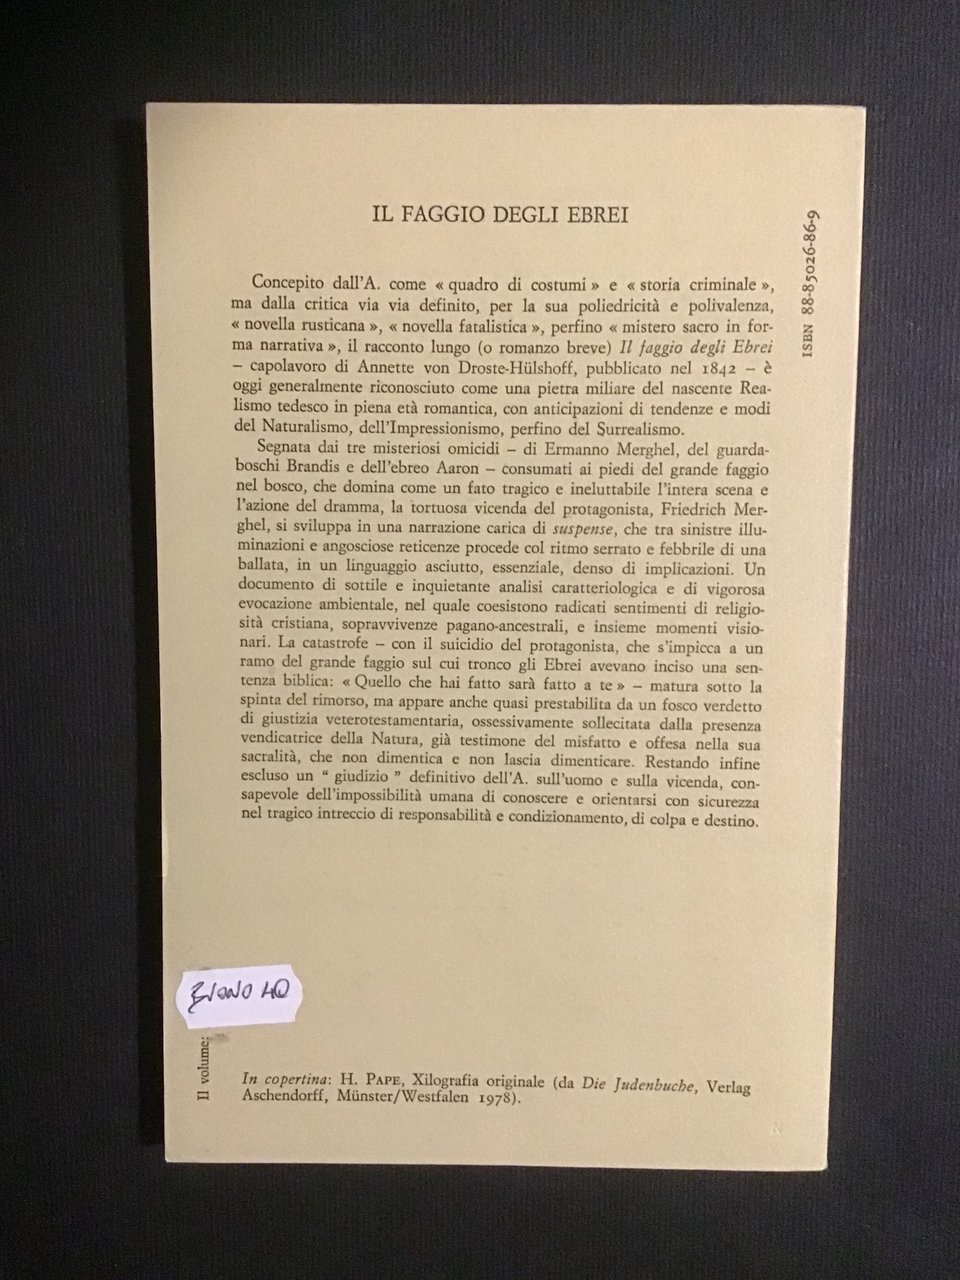 IL FAGGIO DEGLI EBREI
Concepito dall'A. come « quadro di costumi » e « storia criminale »,
ma dalla critica via via definito, per la sua poliedricità e polivalenza,
« novella rusticana », « novella fatalistica », perfino « mistero sacro in for-
ma narrativa », il racconto lungo (o romanzo breve) Il faggio degli Ebrei
– capolavoro di Annette von Droste-Hülshoff, pubblicato nel 1842 – è
oggi generalmente riconosciuto come una pietra miliare del nascente Rea-
lismo tedesco in piena età romantica, con anticipazioni di tendenze e modi
del Naturalismo, dell'Impressionismo, perfino del Surrealismo.
Segnata dai tre misteriosi omicidi – di Ermanno Merghel, del guarda-
boschi Brandis e dell'ebreo Aaron – consumati ai piedi del grande faggio
nel bosco, che domina come un fato tragico e ineluttabile l'intera scena e
l'azione del dramma, la tortuosa vicenda del protagonista, Friedrich Mer-
ghel, si sviluppa in una narrazione carica di suspense, che tra sinistre illu-
minazioni e angosciose reticenze procede col ritmo serrato e febbrile di una
ballata, in un linguaggio asciutto, essenziale, denso di implicazioni. Un
documento di sottile e inquietante analisi caratteriologica e di vigorosa
evocazione ambientale, nel quale coesistono radicati sentimenti di religio-
sità cristiana, sopravvivenze pagano-ancestrali, e insieme momenti visio-
nari. La catastrofe – con il suicidio del protagonista, che s'impicca a un
ramo del grande faggio sul cui tronco gli Ebrei avevano inciso una sen-
tenza biblica: « Quello che hai fatto sarà fatto a te » – matura sotto la
spinta del rimorso, ma appare anche quasi prestabilita da un fosco verdetto
di giustizia veterotestamentaria, ossessivamente sollecitata dalla presenza
vendicatrice della Natura, già testimone del misfatto e offesa nella sua
sacralità, che non dimentica e non lascia dimenticare. Restando infine
escluso un “ giudizio ” definitivo dell'A. sull'uomo e sulla vicenda, con-
sapevole dell'impossibilità umana di conoscere e orientarsi con sicurezza
nel tragico intreccio di responsabilità e condizionamento, di colpa e destino.
ISBN 88-85026-86-9
II volume:
In copertina: H. PAPE, Xilografia originale (da Die Judenbuche, Verlag
Aschendorff, Münster/Westfalen 1978).